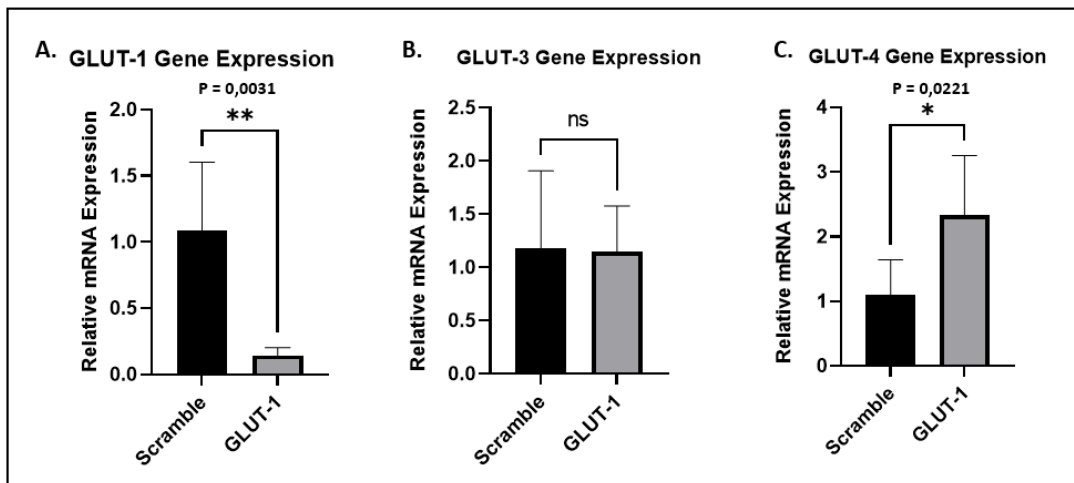 A.
GLUT-1 Gene Expression
P = 0,0031
**
Relative mRNA Expression
2.0
1.5
1.0
0.5
0.0
Scramble
GLUT-1
B.
GLUT-3 Gene Expression
ns
Relative mRNA Expression
2.5
2.0
1.5
1.0
0.5
0.0
Scramble
GLUT-1
C.
GLUT-4 Gene Expression
P = 0,0221
*
Relative mRNA Expression
4
3
2
1
0
Scramble
GLUT-1